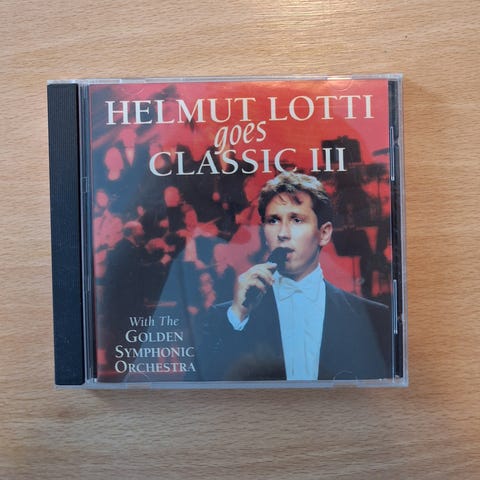 HELMUT LOTTI
goes
CLASSIC III
With The
GOLDEN
SYMPHONIC
ORCHESTRA